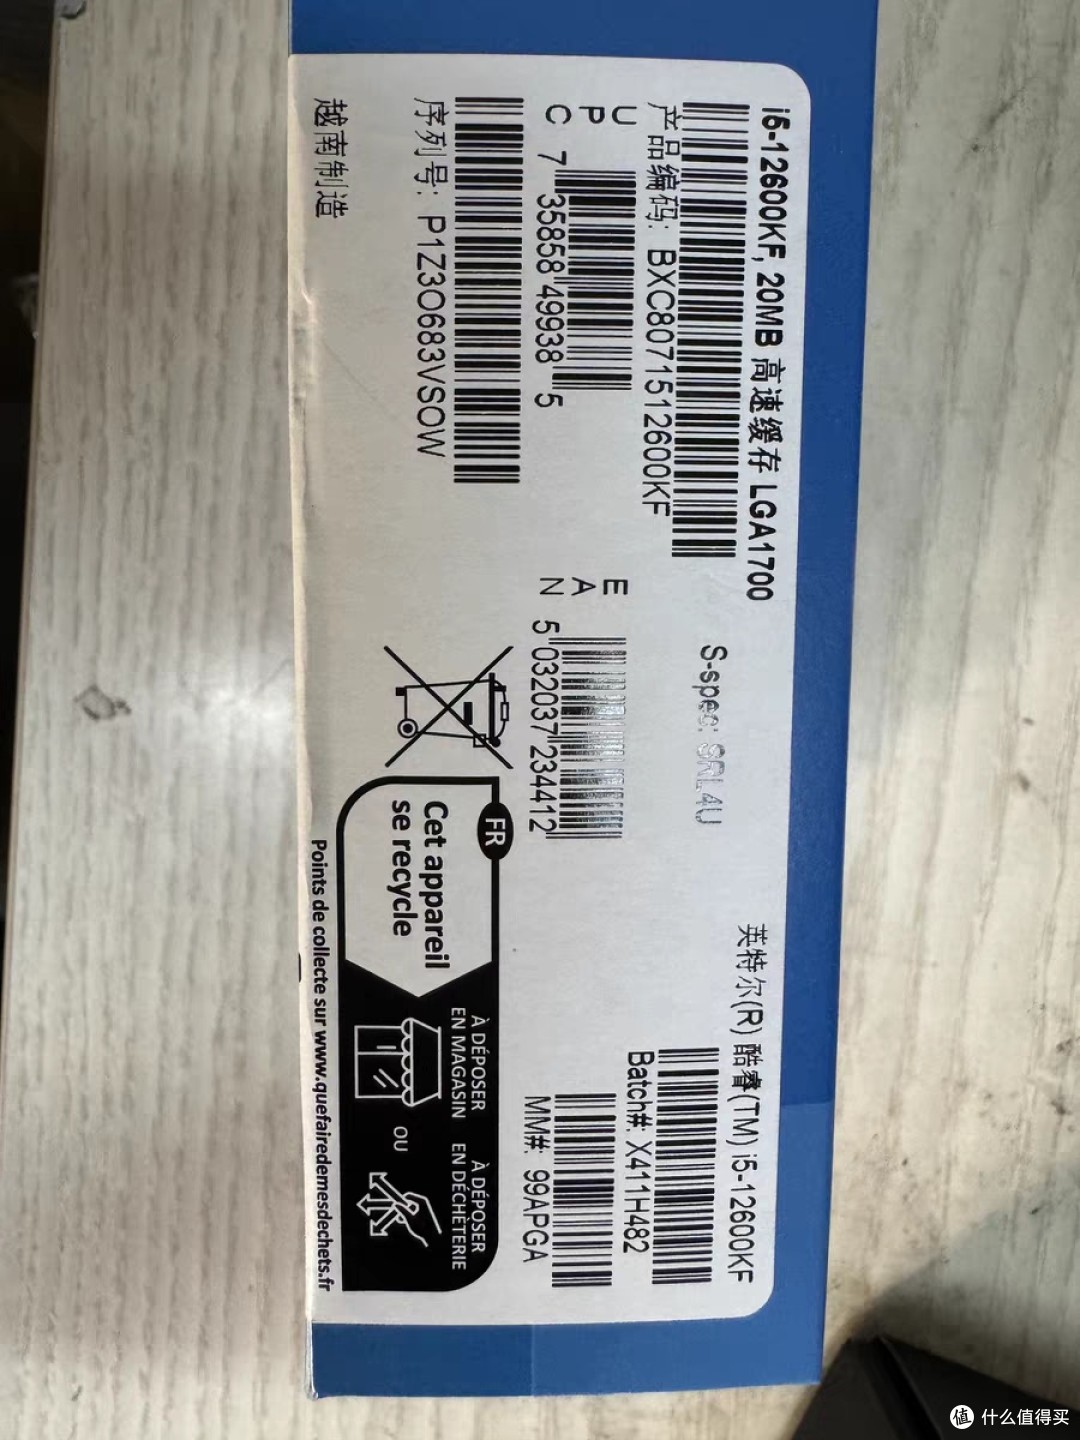 i5-12600KF, 20MB 高速缓存 LGA1700
英特尔(R) 酷睿(TM) i5-12600KF
产品编码: BXC8071512600KF
S-spec: SRL4U
Batch#: X411H482
UPC 7 35858 49938 5
EAN 5 032037 234412
MM#: 99APGA
序列号: P1Z3O683VSOW
越南制造
FR
Cet appareil
se recycle
À DÉPOSER
EN MAGASIN
OU
À DÉPOSER
EN DÉCHÈTERIE
Points de collecte sur www.quefairedemesdechets.fr
值 什么值得买